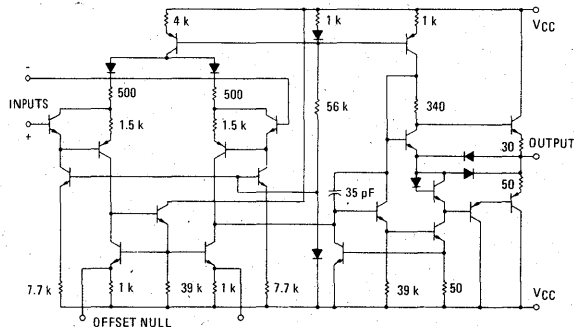 4 k 1 k 1 k
VCC
-
500 500
INPUTS
56 k 340
+
1.5 k 1.5 k
30 OUTPUT
35 pF 50
7.7 k 1 k 39 k 1 k 7.7 k 39 k 50
VCC
OFFSET NULL